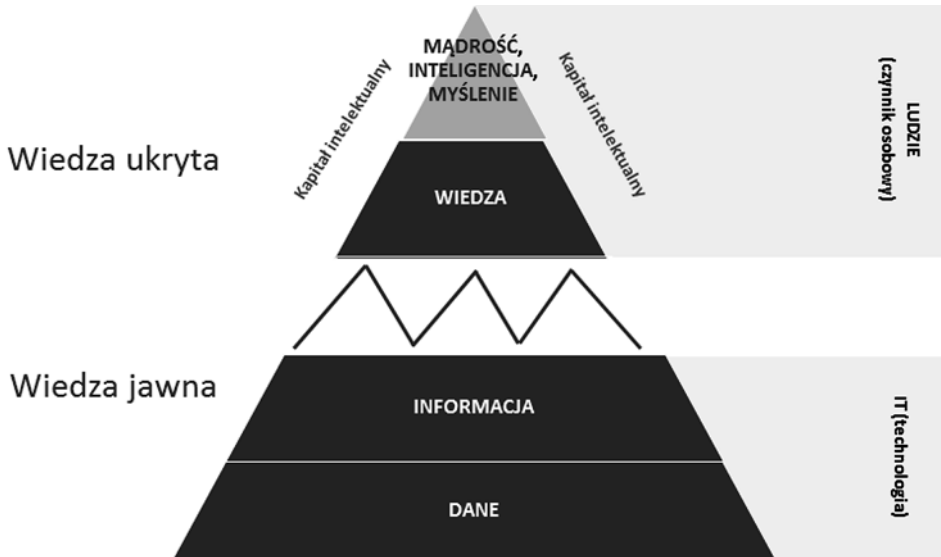 MĄDROŚĆ,
INTELIGENCJA,
MYŚLENIE
Kapitał intelektualny
Kapitał intelektualny
LUDZIE
(czynnik osobowy)
Wiedza ukryta
WIEDZA
Wiedza jawna
INFORMACJA
IT (technologia)
DANE